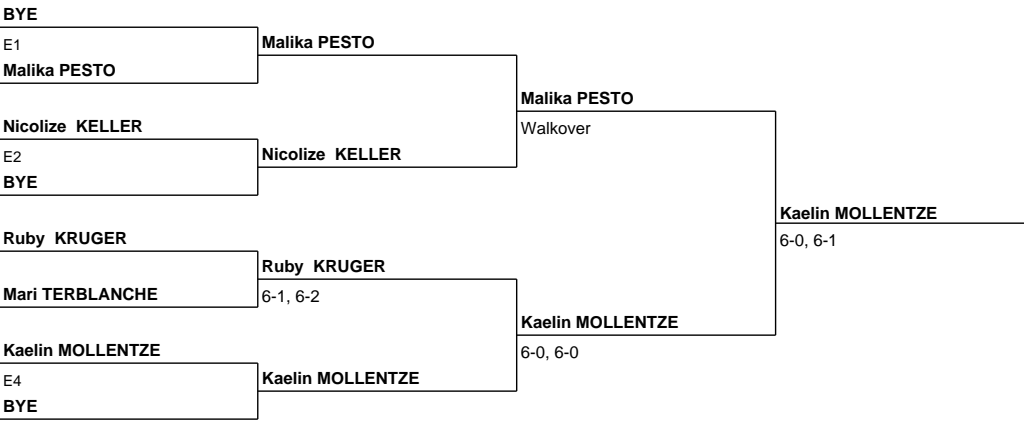 BYE
E1
Malika PESTO
Malika PESTO
Malika PESTO
Walkover
Nicolize KELLER
E2
Nicolize KELLER
BYE
Kaelin MOLLENTZE
6-0, 6-1
Ruby KRUGER
Ruby KRUGER
Mari TERBLANCHE
6-1, 6-2
Kaelin MOLLENTZE
6-0, 6-0
Kaelin MOLLENTZE
E4
Kaelin MOLLENTZE
BYE